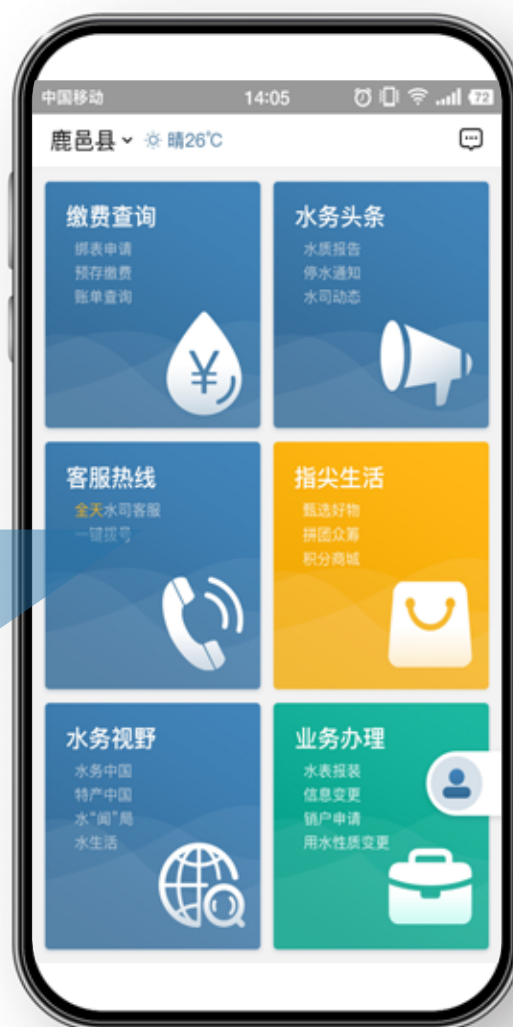 中国移动 14:05 72
鹿邑县 晴26℃
缴费查询
绑表申请
预存缴费
账单查询
¥
水务头条
水质报告
停水通知
水司动态
客服热线
全天水司客服
一键拨号
指尖生活
甄选好物
拼团众筹
积分商城
水务视野
水务中国
特产中国
水“闻”局
水生活
业务办理
水表报装
信息变更
销户申请
用水性质变更